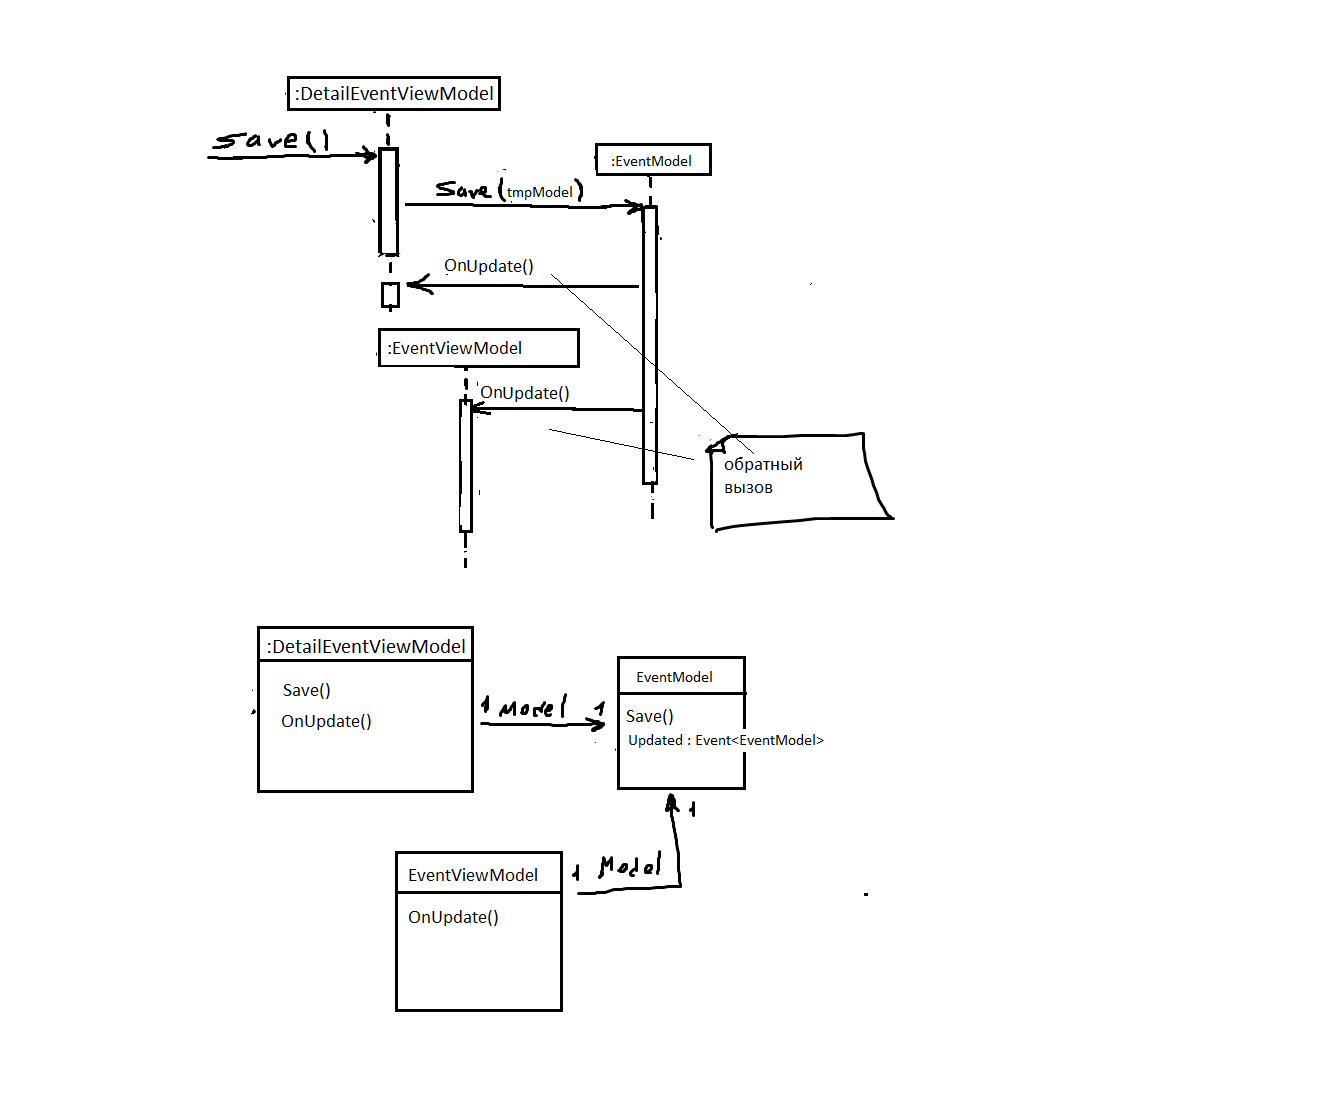 :DetailEventViewModel
Save()
:EventModel
Save(tmpModel)
OnUpdate()
:EventViewModel
OnUpdate()
обратный
вызов
:DetailEventViewModel
Save()
OnUpdate()
1 Model 1
EventModel
Save()
Updated : Event<EventModel>
1
EventViewModel
1 Model
OnUpdate()